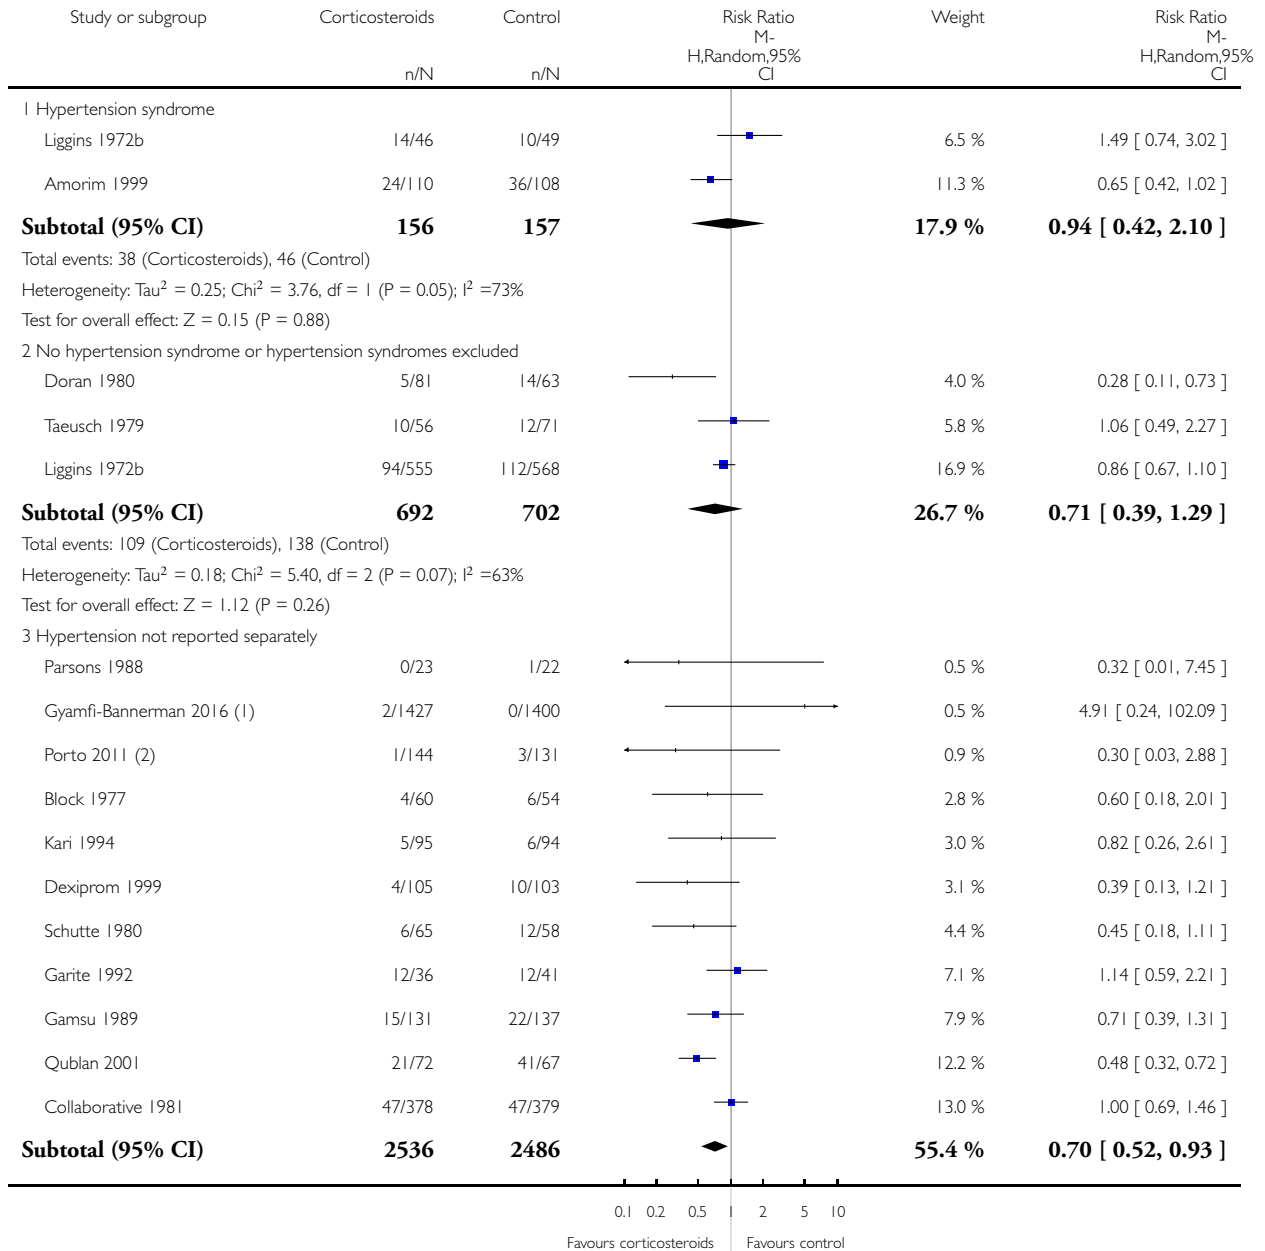 Study or subgroup Corticosteroids Control Risk Ratio Weight Risk Ratio
M- M-
H,Random,95% H,Random,95%
n/N n/N CI CI
1 Hypertension syndrome
Liggins 1972b 14/46 10/49 6.5 % 1.49 [ 0.74, 3.02 ]
Amorim 1999 24/110 36/108 11.3 % 0.65 [ 0.42, 1.02 ]
Subtotal (95% CI) 156 157 17.9 % 0.94 [ 0.42, 2.10 ]
Total events: 38 (Corticosteroids), 46 (Control)
Heterogeneity: Tau² = 0.25; Chi² = 3.76, df = 1 (P = 0.05); I² =73%
Test for overall effect: Z = 0.15 (P = 0.88)
2 No hypertension syndrome or hypertension syndromes excluded
Doran 1980 5/81 14/63 4.0 % 0.28 [ 0.11, 0.73 ]
Taeusch 1979 10/56 12/71 5.8 % 1.06 [ 0.49, 2.27 ]
Liggins 1972b 94/555 112/568 16.9 % 0.86 [ 0.67, 1.10 ]
Subtotal (95% CI) 692 702 26.7 % 0.71 [ 0.39, 1.29 ]
Total events: 109 (Corticosteroids), 138 (Control)
Heterogeneity: Tau² = 0.18; Chi² = 5.40, df = 2 (P = 0.07); I² =63%
Test for overall effect: Z = 1.12 (P = 0.26)
3 Hypertension not reported separately
Parsons 1988 0/23 1/22 0.5 % 0.32 [ 0.01, 7.45 ]
Gyamfi-Bannerman 2016 (1) 2/1427 0/1400 0.5 % 4.91 [ 0.24, 102.09 ]
Porto 2011 (2) 1/144 3/131 0.9 % 0.30 [ 0.03, 2.88 ]
Block 1977 4/60 6/54 2.8 % 0.60 [ 0.18, 2.01 ]
Kari 1994 5/95 6/94 3.0 % 0.82 [ 0.26, 2.61 ]
Dexiprom 1999 4/105 10/103 3.1 % 0.39 [ 0.13, 1.21 ]
Schutte 1980 6/65 12/58 4.4 % 0.45 [ 0.18, 1.11 ]
Garite 1992 12/36 12/41 7.1 % 1.14 [ 0.59, 2.21 ]
Gamsu 1989 15/131 22/137 7.9 % 0.71 [ 0.39, 1.31 ]
Qublan 2001 21/72 41/67 12.2 % 0.48 [ 0.32, 0.72 ]
Collaborative 1981 47/378 47/379 13.0 % 1.00 [ 0.69, 1.46 ]
Subtotal (95% CI) 2536 2486 55.4 % 0.70 [ 0.52, 0.93 ]
0.1 0.2 0.5 1 2 5 10
Favours corticosteroids Favours control